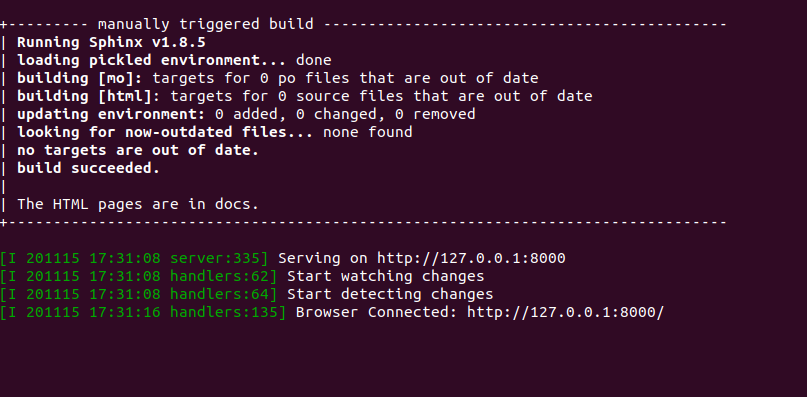 +--------- manually triggered build ---------------------------------------------
| Running Sphinx v1.8.5
| loading pickled environment... done
| building [mo]: targets for 0 po files that are out of date
| building [html]: targets for 0 source files that are out of date
| updating environment: 0 added, 0 changed, 0 removed
| looking for now-outdated files... none found
| no targets are out of date.
| build succeeded.
|
| The HTML pages are in docs.
+--------------------------------------------------------------------------------
[I 201115 17:31:08 server:335] Serving on http://127.0.0.1:8000
[I 201115 17:31:08 handlers:62] Start watching changes
[I 201115 17:31:08 handlers:64] Start detecting changes
[I 201115 17:31:16 handlers:135] Browser Connected: http://127.0.0.1:8000/